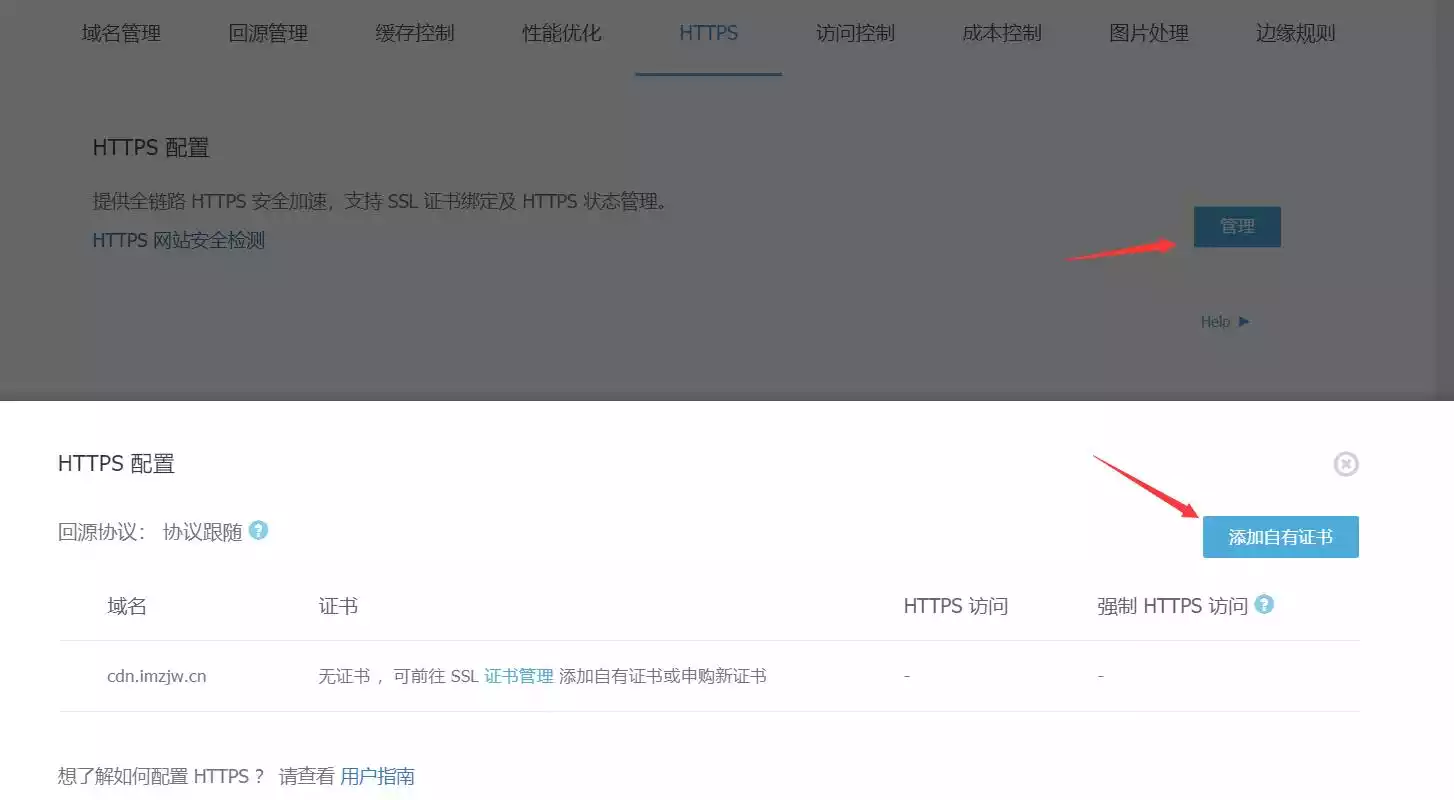 域名管理 回源管理 缓存控制 性能优化 HTTPS 访问控制 成本控制 图片处理 边缘规则
HTTPS 配置
提供全链路 HTTPS 安全加速，支持 SSL 证书绑定及 HTTPS 状态管理。
管理
HTTPS 网站安全检测
Help
HTTPS 配置
回源协议： 协议跟随 ?
添加自有证书
域名 证书 HTTPS 访问 强制 HTTPS 访问 ?
cdn.imzjw.cn 无证书 ，可前往 SSL 证书管理 添加自有证书或申购新证书 - -
想了解如何配置 HTTPS ？ 请查看 用户指南